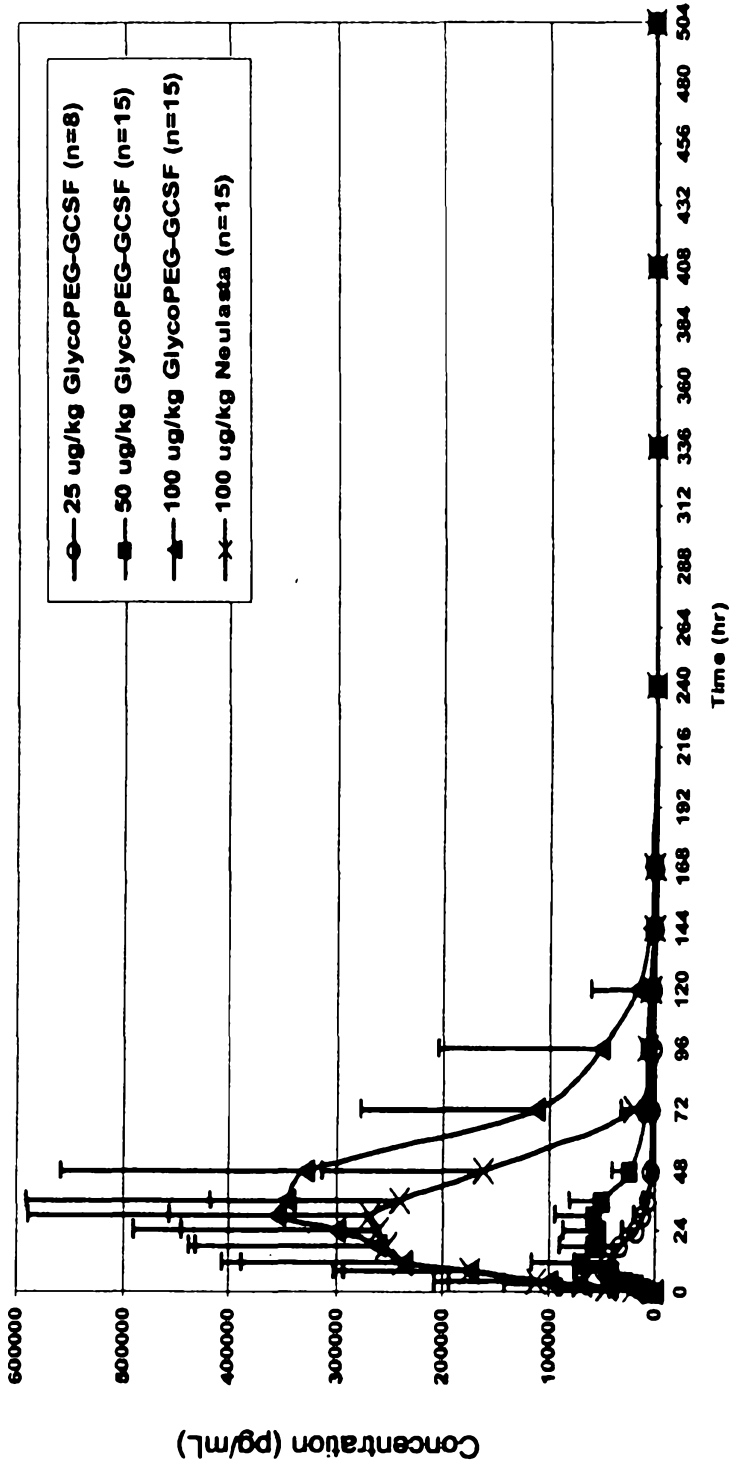 Concentration (pg/mL)
600000
500000
400000
300000
200000
100000
0
25 ug/kg GlycoPEG-GCSF (n=8)
50 ug/kg GlycoPEG-GCSF (n=15)
100 ug/kg GlycoPEG-GCSF (n=15)
100 ug/kg Neulasta (n=15)
0 24 48 72 96 120 144 168 192 216 240 264 288 312 336 360 384 408 432 456 480 504
Time (hr)